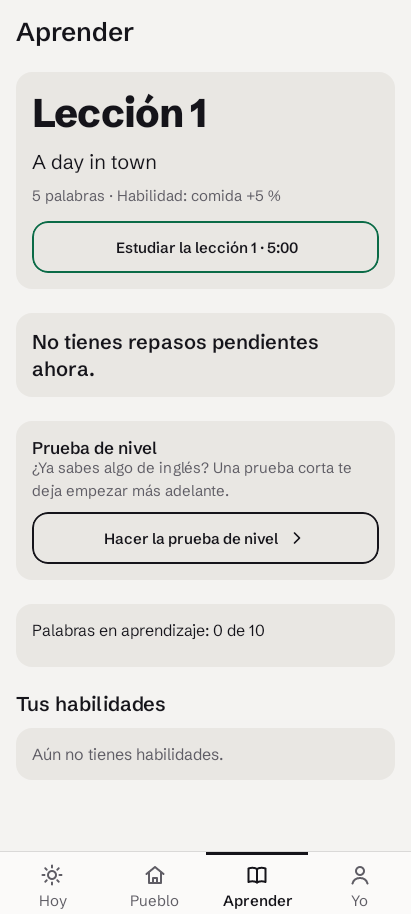 Aprender
Lección 1
A day in town
5 palabras · Habilidad: comida +5 %
Estudiar la lección 1 · 5:00
No tienes repasos pendientes
ahora.
Prueba de nivel
¿Ya sabes algo de inglés? Una prueba corta te
deja empezar más adelante.
Hacer la prueba de nivel
Palabras en aprendizaje: 0 de 10
Tus habilidades
Aún no tienes habilidades.
Hoy
Pueblo
Aprender
Yo